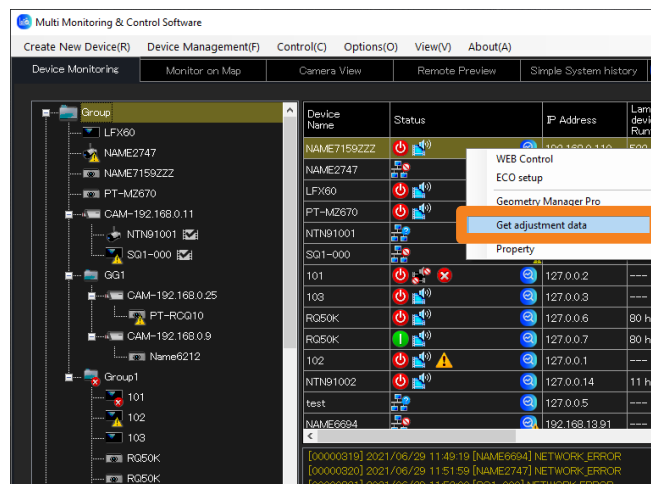 Multi Monitoring & Control Software
Create New Device(R) Device Management(F) Control(C) Options(O) View(V) About(A)
Device Monitoring Monitor on Map Camera View Remote Preview Simple System history
Group
LFX60
NAME2747
NAME7159ZZZ
PT-MZ670
CAM-192.168.0.11
NTN91001
SQ1-000
GG1
CAM-192.168.0.25
PT-RCQ10
CAM-192.168.0.9
Name6212
Group1
101
102
103
RQ50K
RQ50K
Device Name Status IP Address
NAME7159ZZZ
NAME2747
LFX60
PT-MZ670
NTN91001
SQ1-000
101 127.0.0.2 ---
103 127.0.0.3 ---
RQ50K 127.0.0.6 80 h
RQ50K 127.0.0.7 80 h
102 127.0.0.1 ---
NTN91002 127.0.0.14 11 h
test 127.0.0.5 ---
NAME6694 192.168.13.91 ---
WEB Control
ECO setup
Geometry Manager Pro
Get adjustment data
Property
[00000319] 2021/06/29 11:49:19 [NAME6694] NETWORK_ERROR
[00000320] 2021/06/29 11:51:59 [NAME2747] NETWORK_ERROR